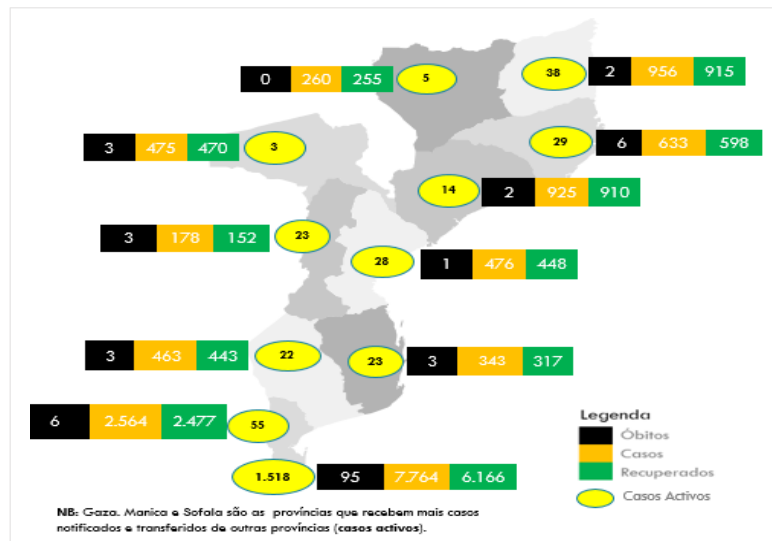 38 2 956 915
0 260 255 5
29 6 633 598
3 475 470 3
14 2 925 910
3 178 152 23
28 1 476 448
3 463 443 22
23 3 343 317
6 2.564 2.477 55
1.518 95 7.764 6.166
Legenda
Óbitos
Casos
Recuperados
Casos Activos
NB: Gaza. Manica e Sofala são as províncias que recebem mais casos
notificados e transferidos de outras províncias (casos activos).